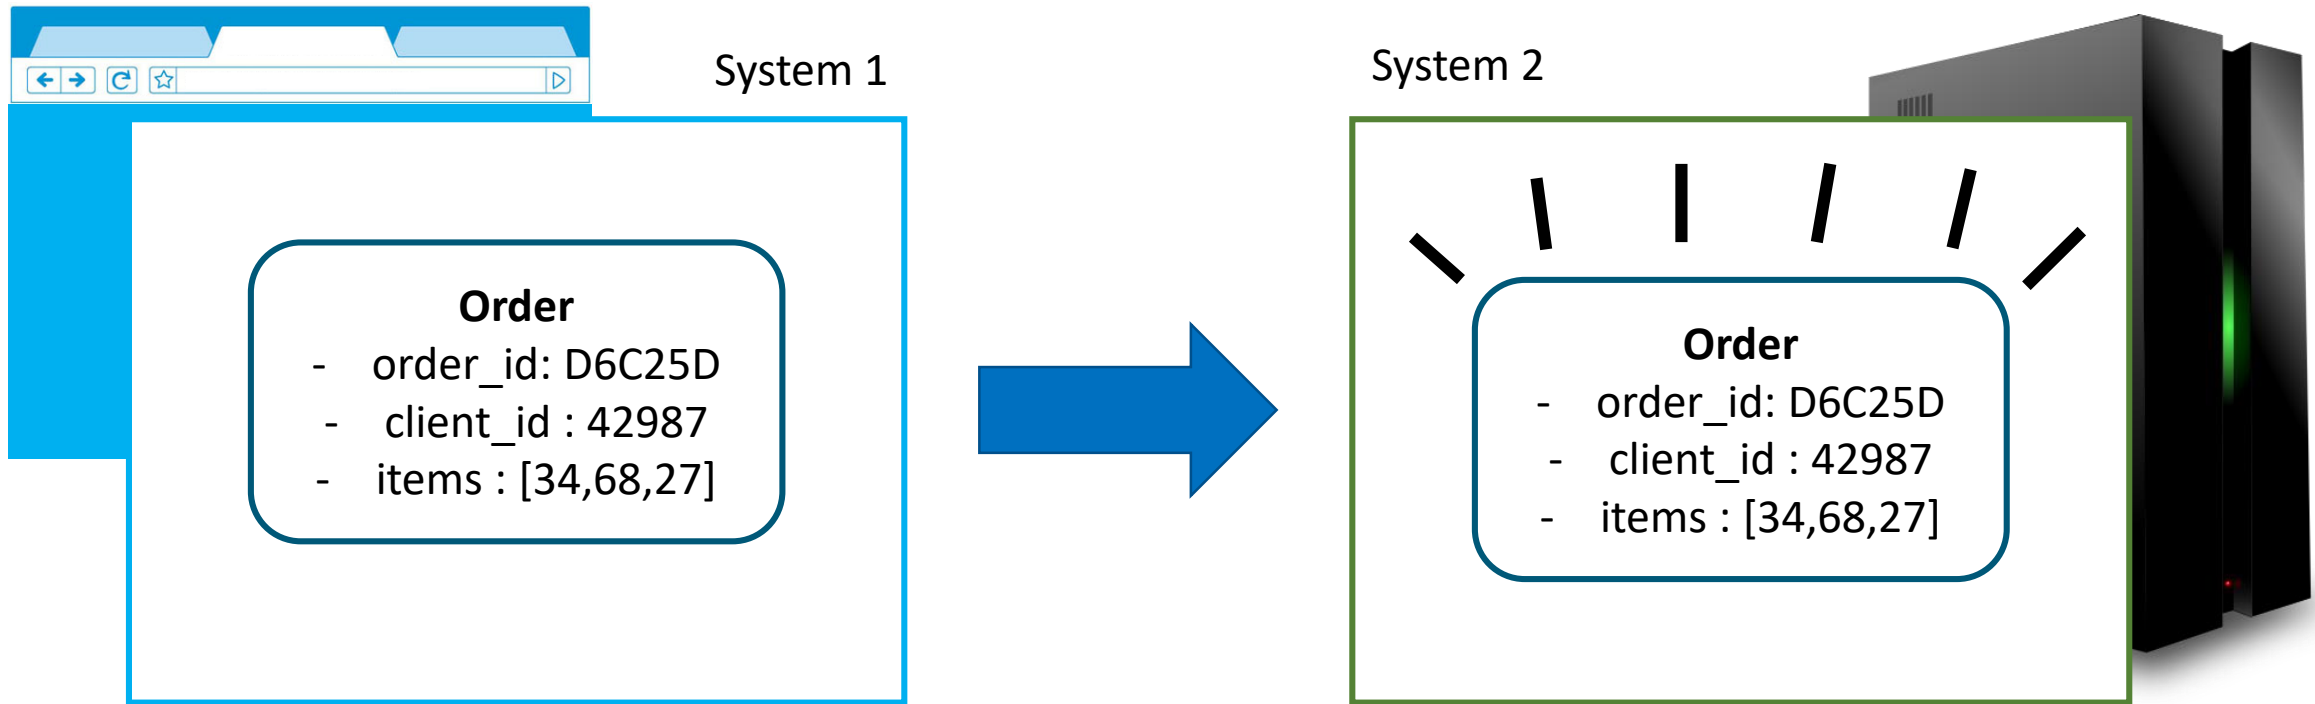 System 1
Order
- order_id: D6C25D
- client_id : 42987
- items : [34,68,27]
System 2
Order
- order_id: D6C25D
- client_id : 42987
- items : [34,68,27]